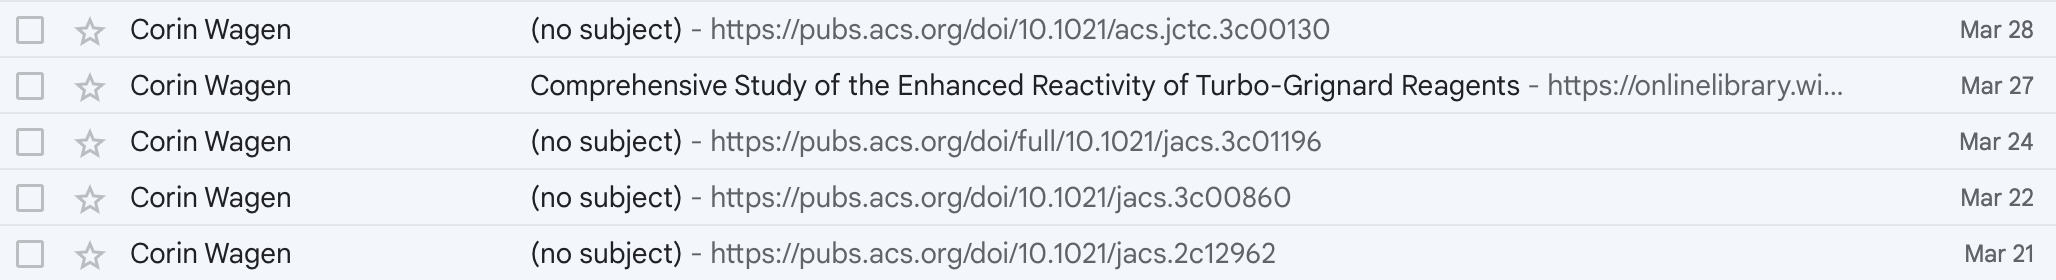 Corin Wagen (no subject) - https://pubs.acs.org/doi/10.1021/acs.jctc.3c00130 Mar 28
Corin Wagen Comprehensive Study of the Enhanced Reactivity of Turbo-Grignard Reagents - https://onlinelibrary.wi... Mar 27
Corin Wagen (no subject) - https://pubs.acs.org/doi/full/10.1021/jacs.3c01196 Mar 24
Corin Wagen (no subject) - https://pubs.acs.org/doi/10.1021/jacs.3c00860 Mar 22
Corin Wagen (no subject) - https://pubs.acs.org/doi/10.1021/jacs.2c12962 Mar 21